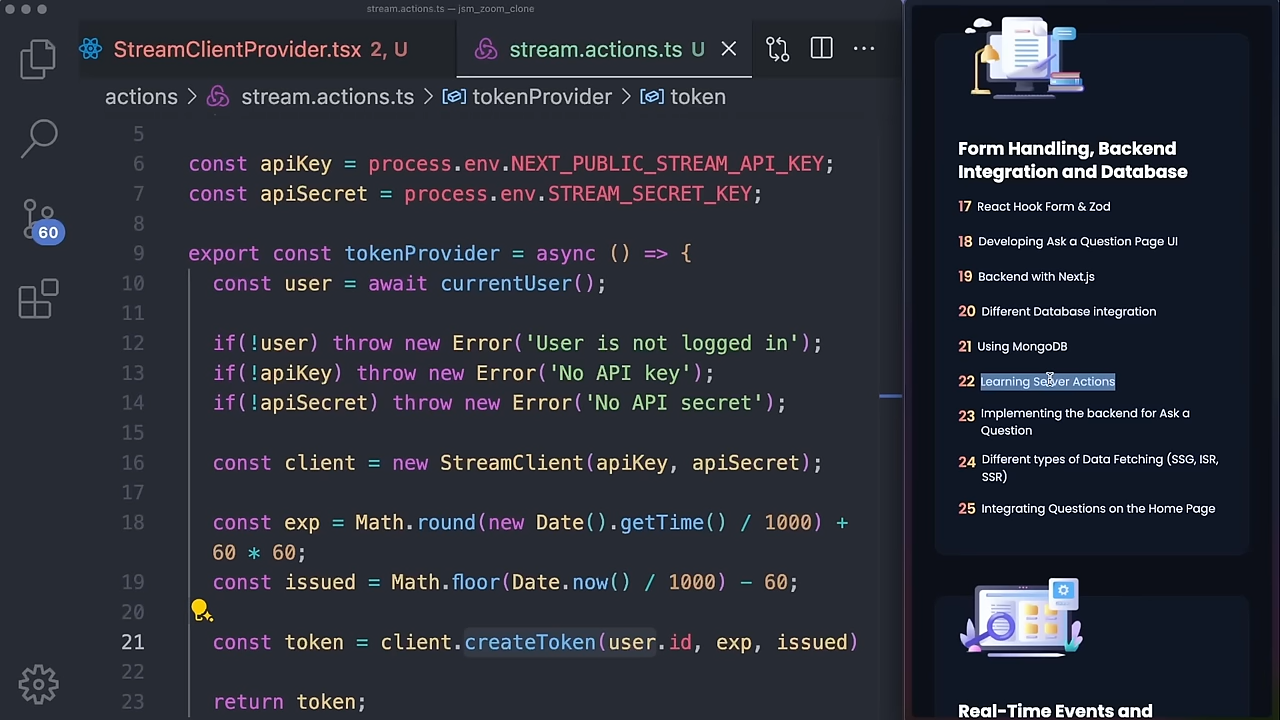 stream.actions.ts — jsm_zoom_clone
StreamClientProvider.tsx 2, U
stream.actions.ts U
actions > stream.actions.ts > tokenProvider > token
60
5
6 const apiKey = process.env.NEXT_PUBLIC_STREAM_API_KEY;
7 const apiSecret = process.env.STREAM_SECRET_KEY;
8
9 export const tokenProvider = async () => {
10 const user = await currentUser();
11
12 if(!user) throw new Error('User is not logged in');
13 if(!apiKey) throw new Error('No API key');
14 if(!apiSecret) throw new Error('No API secret');
15
16 const client = new StreamClient(apiKey, apiSecret);
17
18 const exp = Math.round(new Date().getTime() / 1000) +
60 * 60;
19 const issued = Math.floor(Date.now() / 1000) - 60;
20
21 const token = client.createToken(user.id, exp, issued)
22
23 return token;
Form Handling, Backend
Integration and Database
17 React Hook Form & Zod
18 Developing Ask a Question Page UI
19 Backend with Next.js
20 Different Database integration
21 Using MongoDB
22 Learning Server Actions
23 Implementing the backend for Ask a
Question
24 Different types of Data Fetching (SSG, ISR,
SSR)
25 Integrating Questions on the Home Page
Real-Time Events and